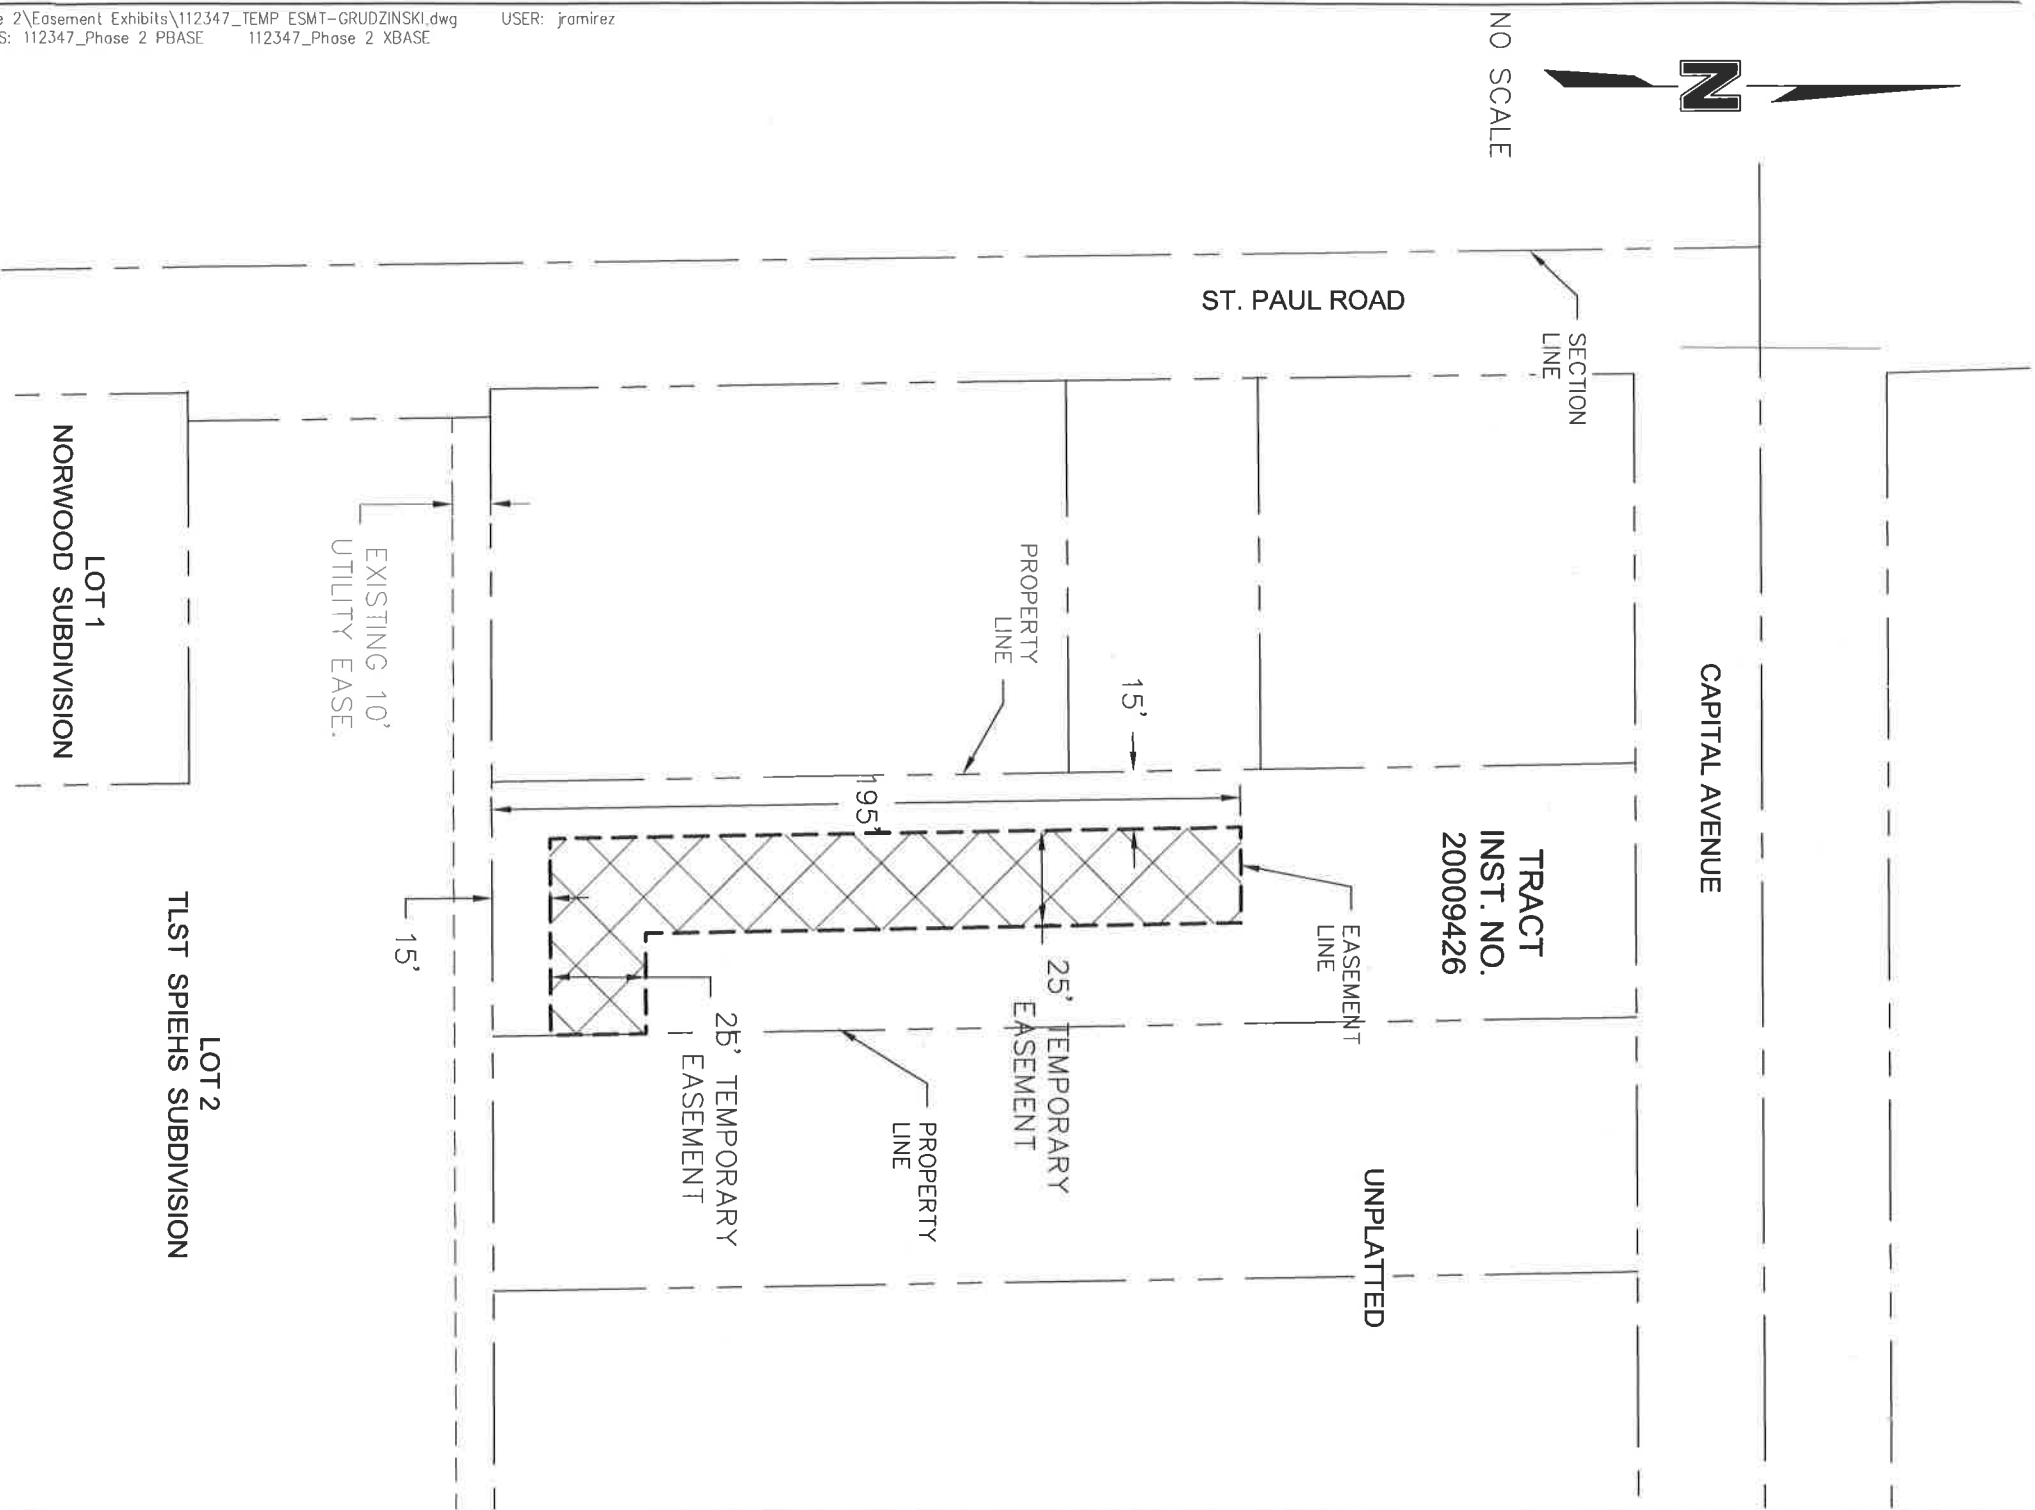 e 2\Easement Exhibits\112347_TEMP ESMT-GRUDZINSKI.dwg USER: jramirez
S: 112347_Phase 2 PBASE 112347_Phase 2 XBASE
NO SCALE
N
ST. PAUL ROAD
SECTION
LINE
CAPITAL AVENUE
PROPERTY
LINE
15'
195'
TRACT
INST. NO.
200009426
EASEMENT
LINE
25' TEMPORARY
EASEMENT
25' TEMPORARY
EASEMENT
PROPERTY
LINE
UNPLATTED
EXISTING 10'
UTILITY EASE.
15'
LOT 1
NORWOOD SUBDIVISION
LOT 2
TLST SPIEHS SUBDIVISION